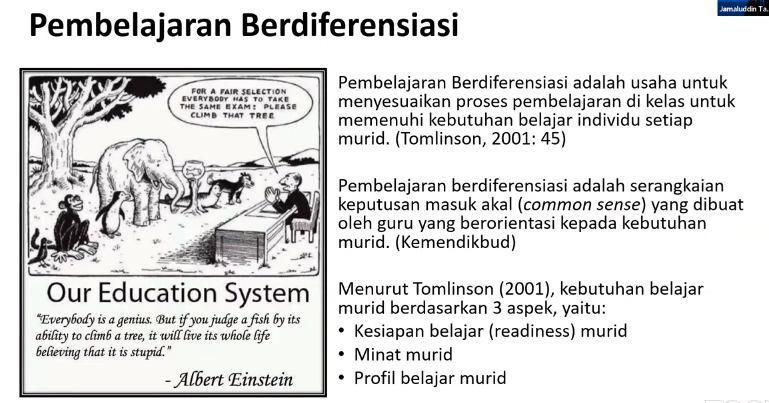 Jamaluddin Ta.
Pembelajaran Berdiferensiasi
FOR A FAIR SELECTION
EVERYBODY HAS TO TAKE
THE SAME EXAM: PLEASE
CLIMB THAT TREE
Our Education System
“Everybody is a genius. But if you judge a fish by its
ability to climb a tree, it will live its whole life
believing that it is stupid.”
- Albert Einstein
Pembelajaran Berdiferensiasi adalah usaha untuk
menyesuaikan proses pembelajaran di kelas untuk
memenuhi kebutuhan belajar individu setiap
murid. (Tomlinson, 2001: 45)
Pembelajaran berdiferensiasi adalah serangkaian
keputusan masuk akal (common sense) yang dibuat
oleh guru yang berorientasi kepada kebutuhan
murid. (Kemendikbud)
Menurut Tomlinson (2001), kebutuhan belajar
murid berdasarkan 3 aspek, yaitu:
• Kesiapan belajar (readiness) murid
• Minat murid
• Profil belajar murid